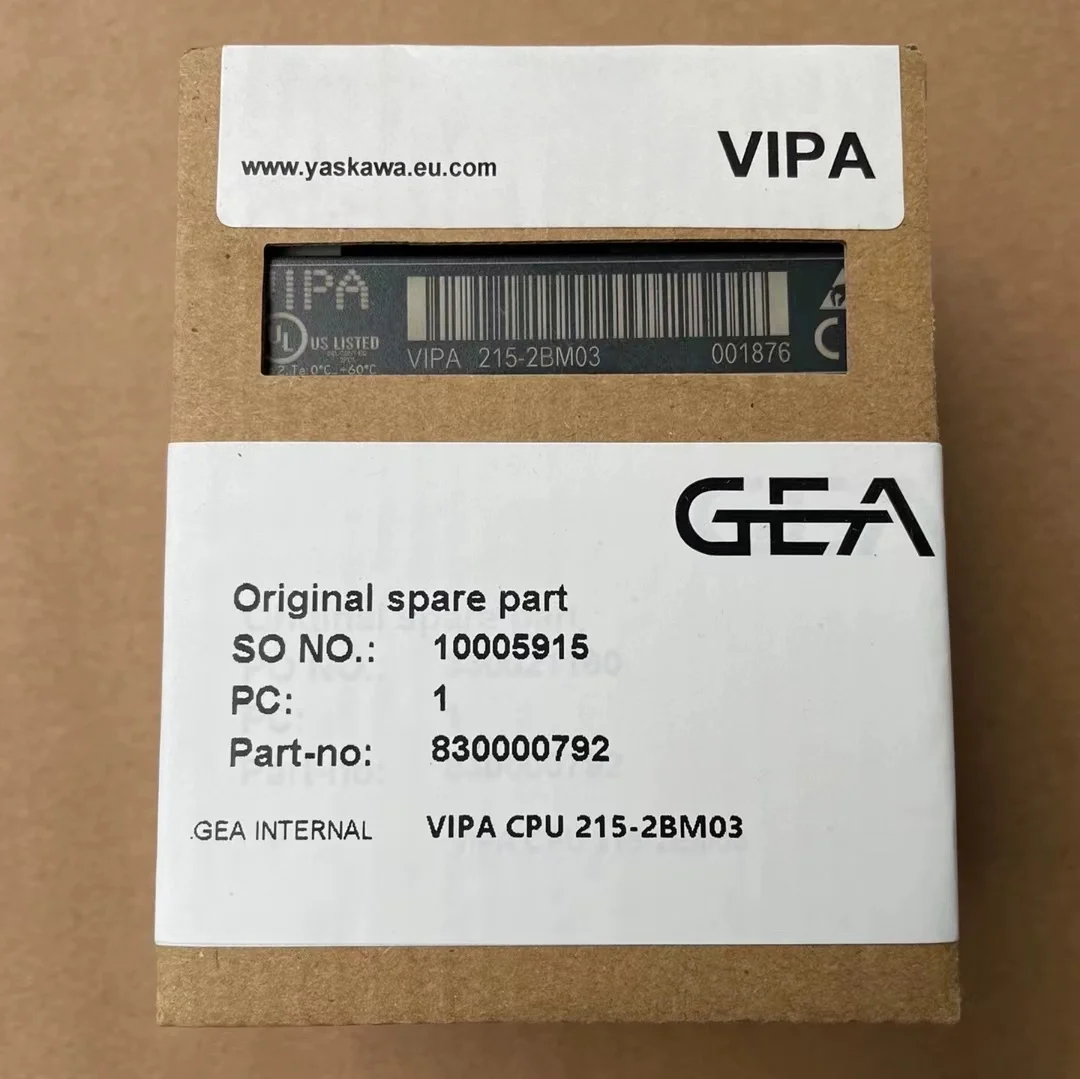 www.yaskawa.eu.com
VIPA
IPA
UL US LISTED
VIPA 215-2BM03 001876
GEA
Original spare part
SO NO.: 10005915
PC: 1
Part-no: 830000792
.GEA INTERNAL VIPA CPU 215-2BM03